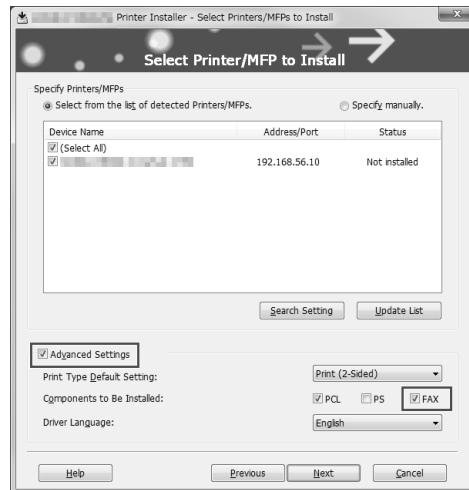 Printer Installer - Select Printers/MFPs to Install
Select Printer/MFP to Install
Specify Printers/MFPs
Select from the list of detected Printers/MFPs. Specify manually.
Device Name Address/Port Status
(Select All)
192.168.56.10 Not installed
Search Setting Update List
Advanced Settings
Print Type Default Setting: Print (2-Sided)
Components to Be Installed: PCL PS FAX
Driver Language: English
Help Previous Next Cancel